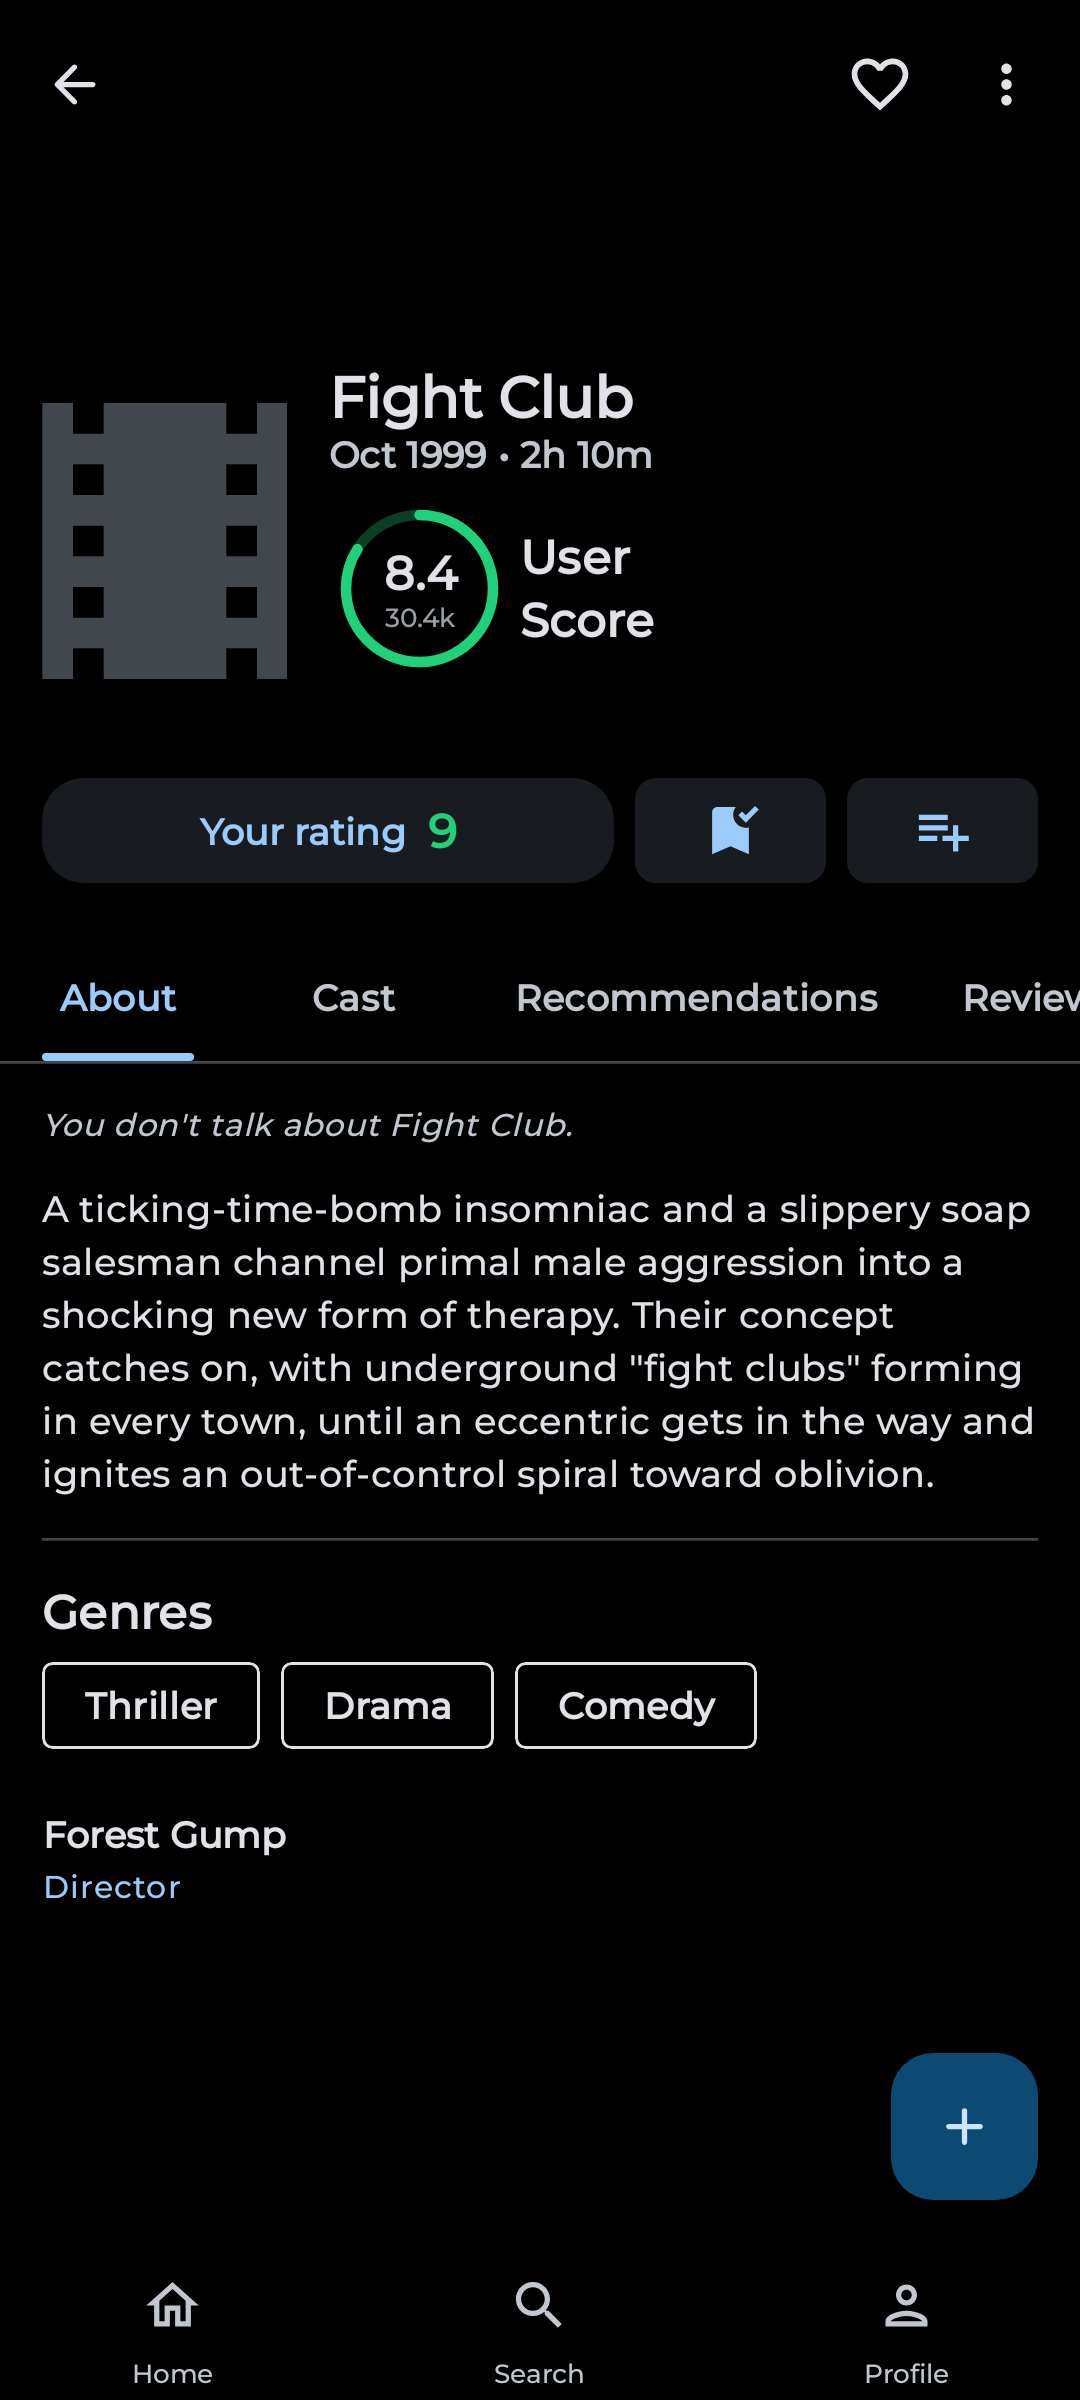 Fight Club
Oct 1999 • 2h 10m
8.4
30.4k
User
Score
Your rating 9
About Cast Recommendations Review
You don't talk about Fight Club.
A ticking-time-bomb insomniac and a slippery soap
salesman channel primal male aggression into a
shocking new form of therapy. Their concept
catches on, with underground "fight clubs" forming
in every town, until an eccentric gets in the way and
ignites an out-of-control spiral toward oblivion.
Genres
Thriller Drama Comedy
Forest Gump
Director
Home Search Profile